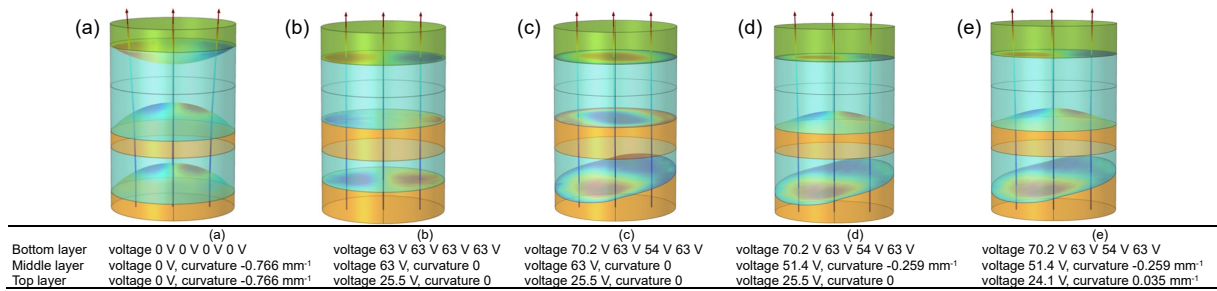 (a) (b) (c) (d) (e)
(a) (b) (c) (d) (e)
Bottom layer voltage 0 V 0 V 0 V 0 V voltage 63 V 63 V 63 V 63 V voltage 70.2 V 63 V 54 V 63 V voltage 70.2 V 63 V 54 V 63 V voltage 70.2 V 63 V 54 V 63 V
Middle layer voltage 0 V, curvature -0.766 mm⁻¹ voltage 63 V, curvature 0 voltage 63 V, curvature 0 voltage 51.4 V, curvature -0.259 mm⁻¹ voltage 51.4 V, curvature -0.259 mm⁻¹
Top layer voltage 0 V, curvature -0.766 mm⁻¹ voltage 25.5 V, curvature 0 voltage 25.5 V, curvature 0 voltage 25.5 V, curvature 0 voltage 24.1 V, curvature 0.035 mm⁻¹